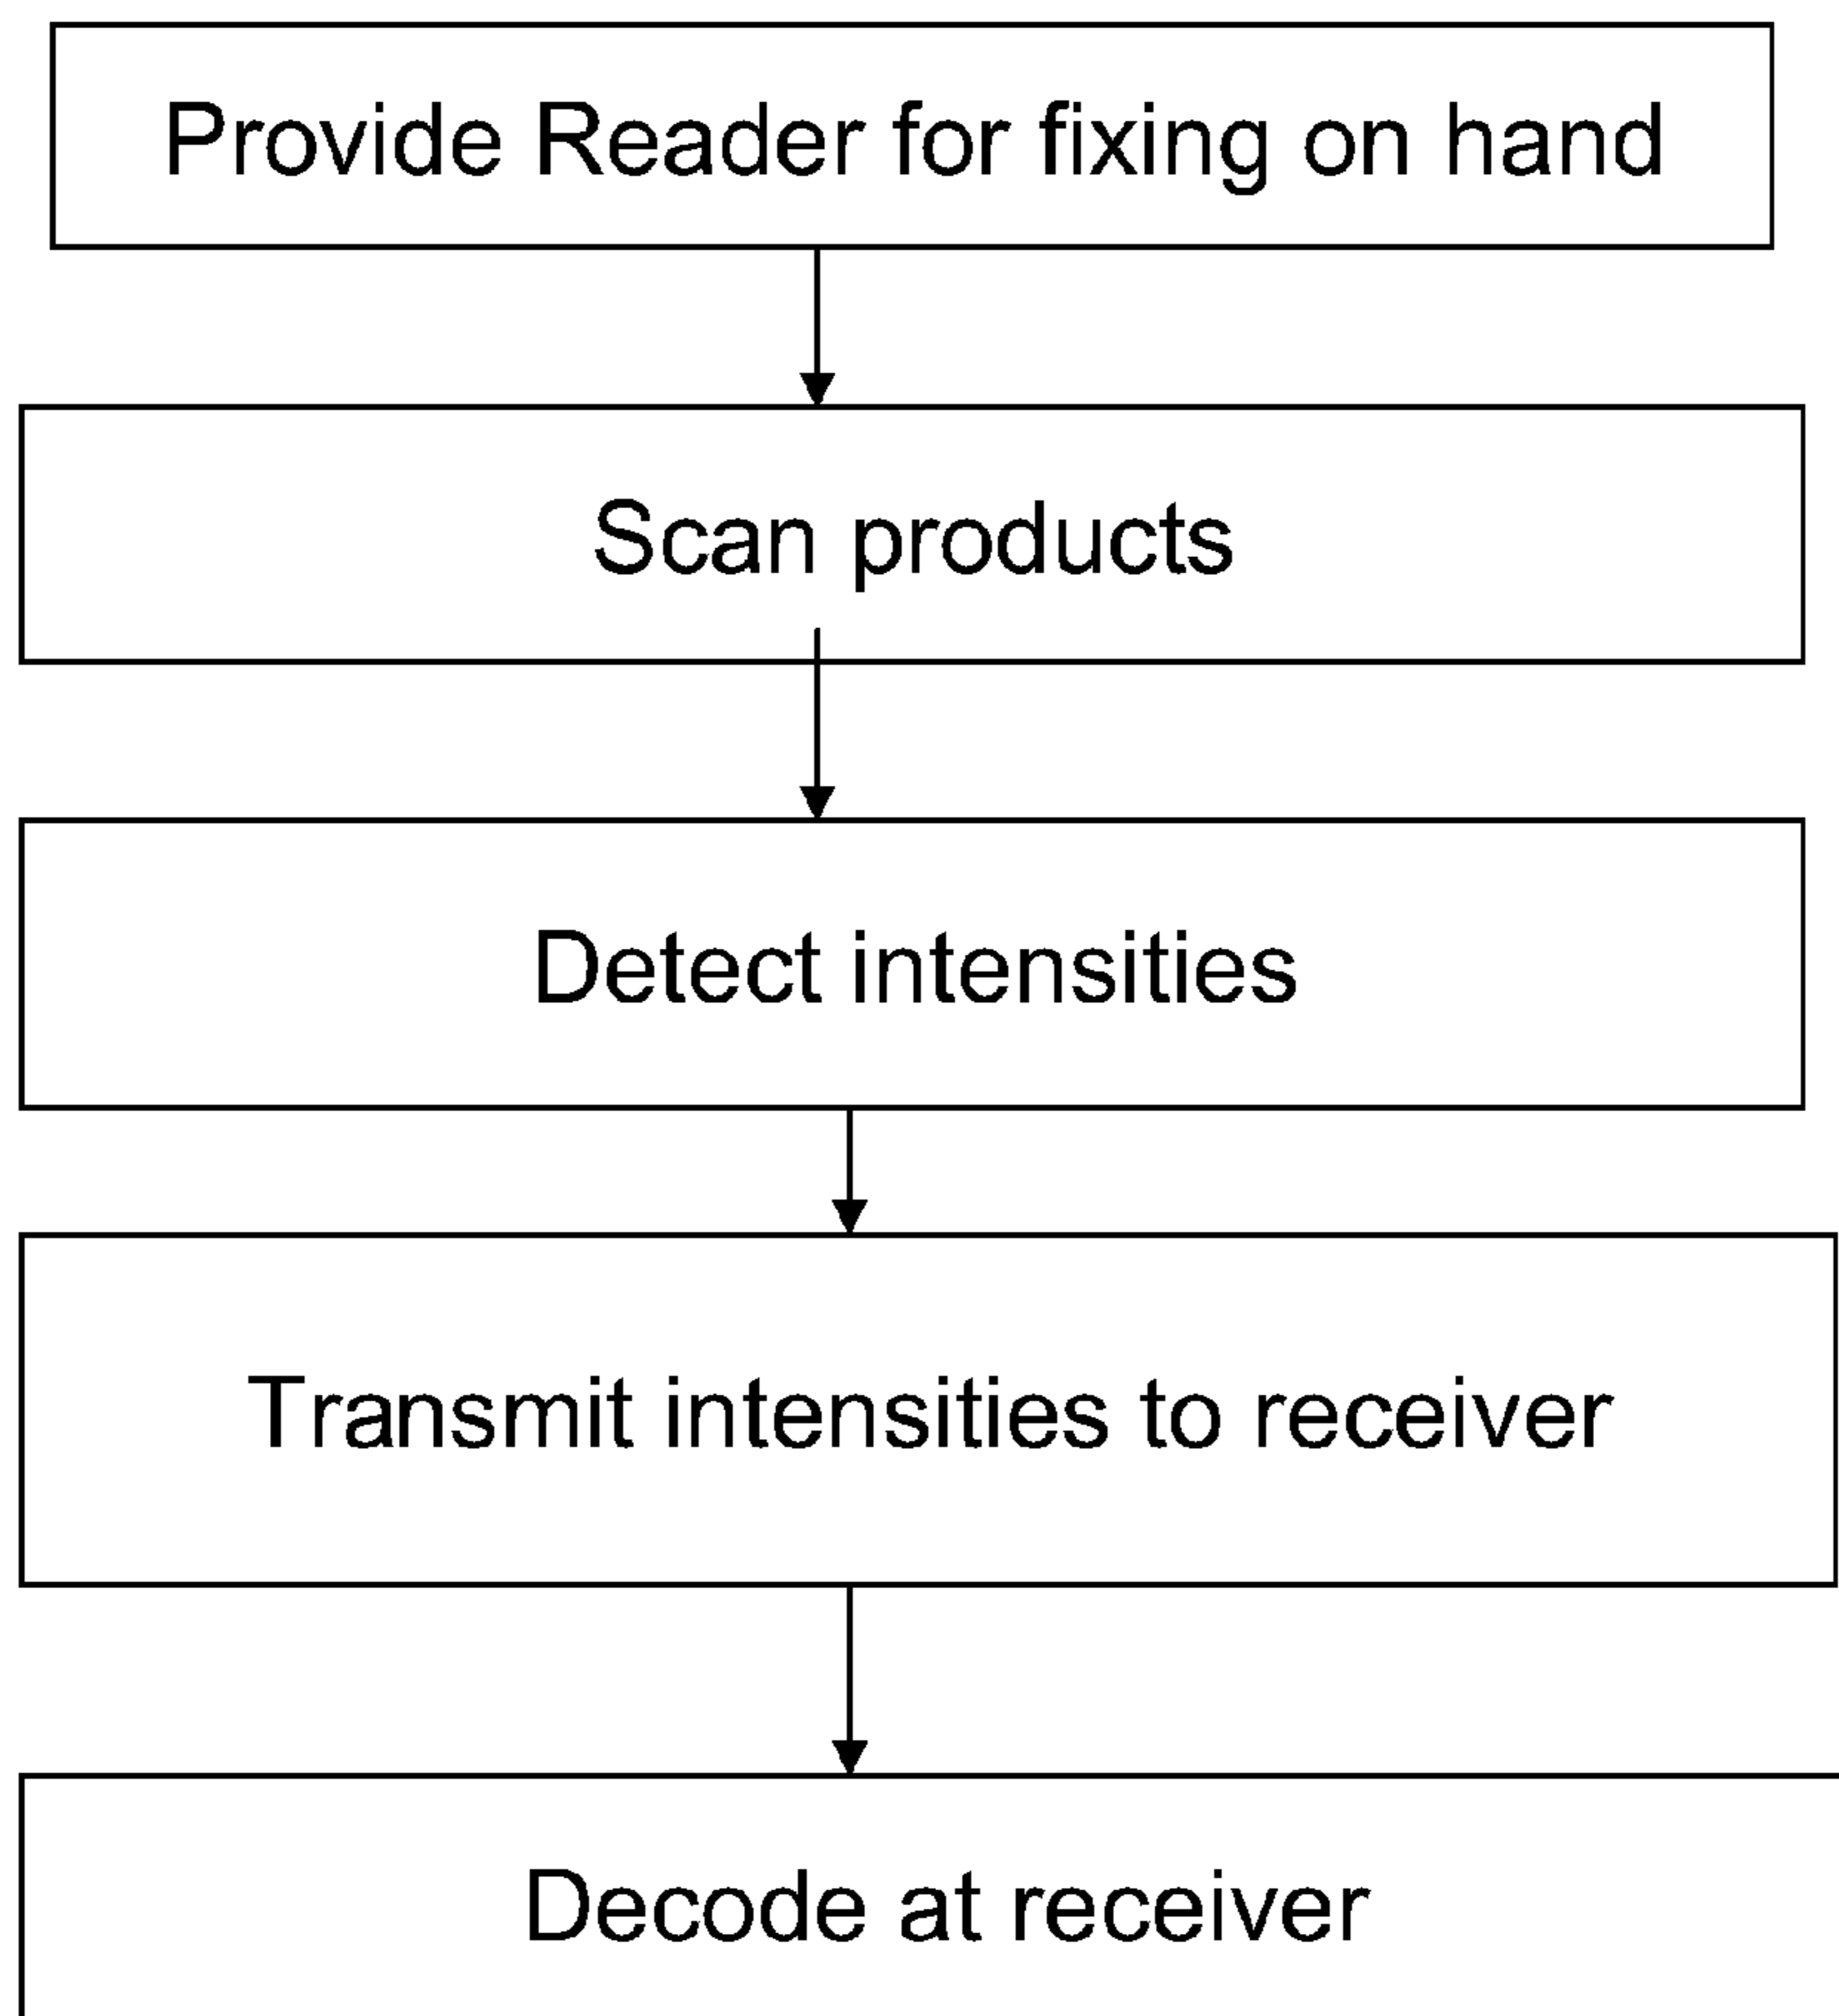 Provide Reader for fixing on hand
Scan products
Detect intensities
Transmit intensities to receiver
Decode at receiver